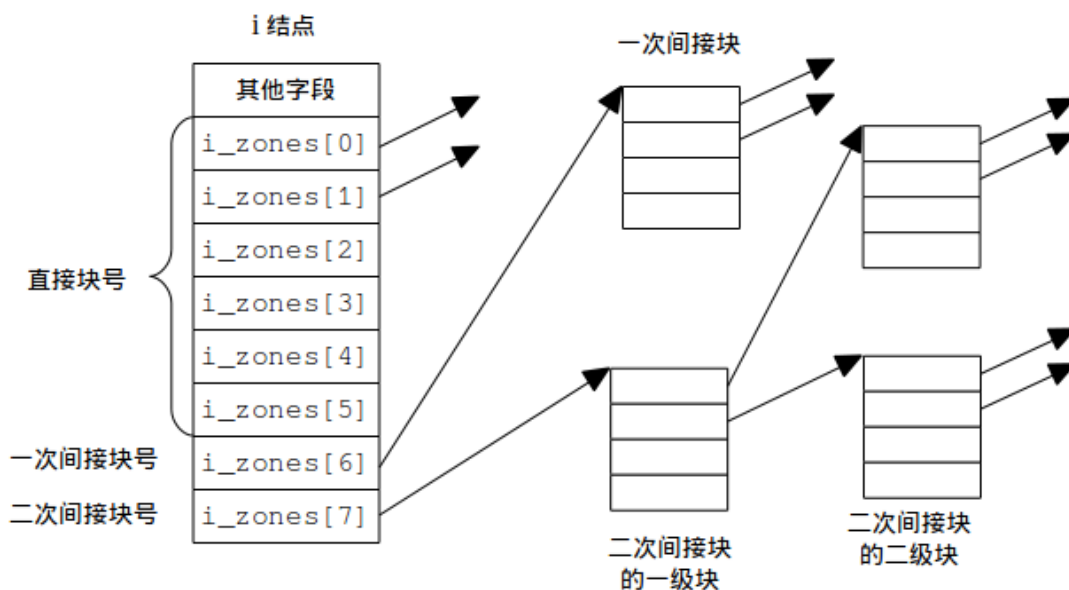 i 结点
其他字段
i_zones[0]
i_zones[1]
i_zones[2]
i_zones[3]
i_zones[4]
i_zones[5]
i_zones[6]
i_zones[7]
直接块号
一次间接块号
二次间接块号
一次间接块
二次间接块
的一级块
二次间接块
的二级块